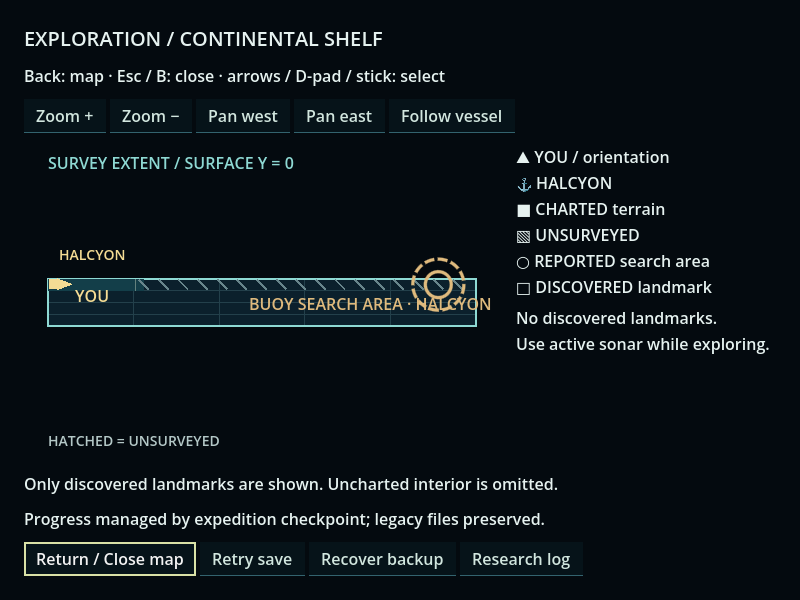 EXPLORATION / CONTINENTAL SHELF
Back: map · Esc / B: close · arrows / D-pad / stick: select
Zoom + Zoom − Pan west Pan east Follow vessel
SURVEY EXTENT / SURFACE Y = 0
HALCYON
YOU
BUOY SEARCH AREA · HALCYON
▲ YOU / orientation
⚓ HALCYON
■ CHARTED terrain
▧ UNSURVEYED
○ REPORTED search area
□ DISCOVERED landmark
No discovered landmarks.
Use active sonar while exploring.
HATCHED = UNSURVEYED
Only discovered landmarks are shown. Uncharted interior is omitted.
Progress managed by expedition checkpoint; legacy files preserved.
Return / Close map Retry save Recover backup Research log